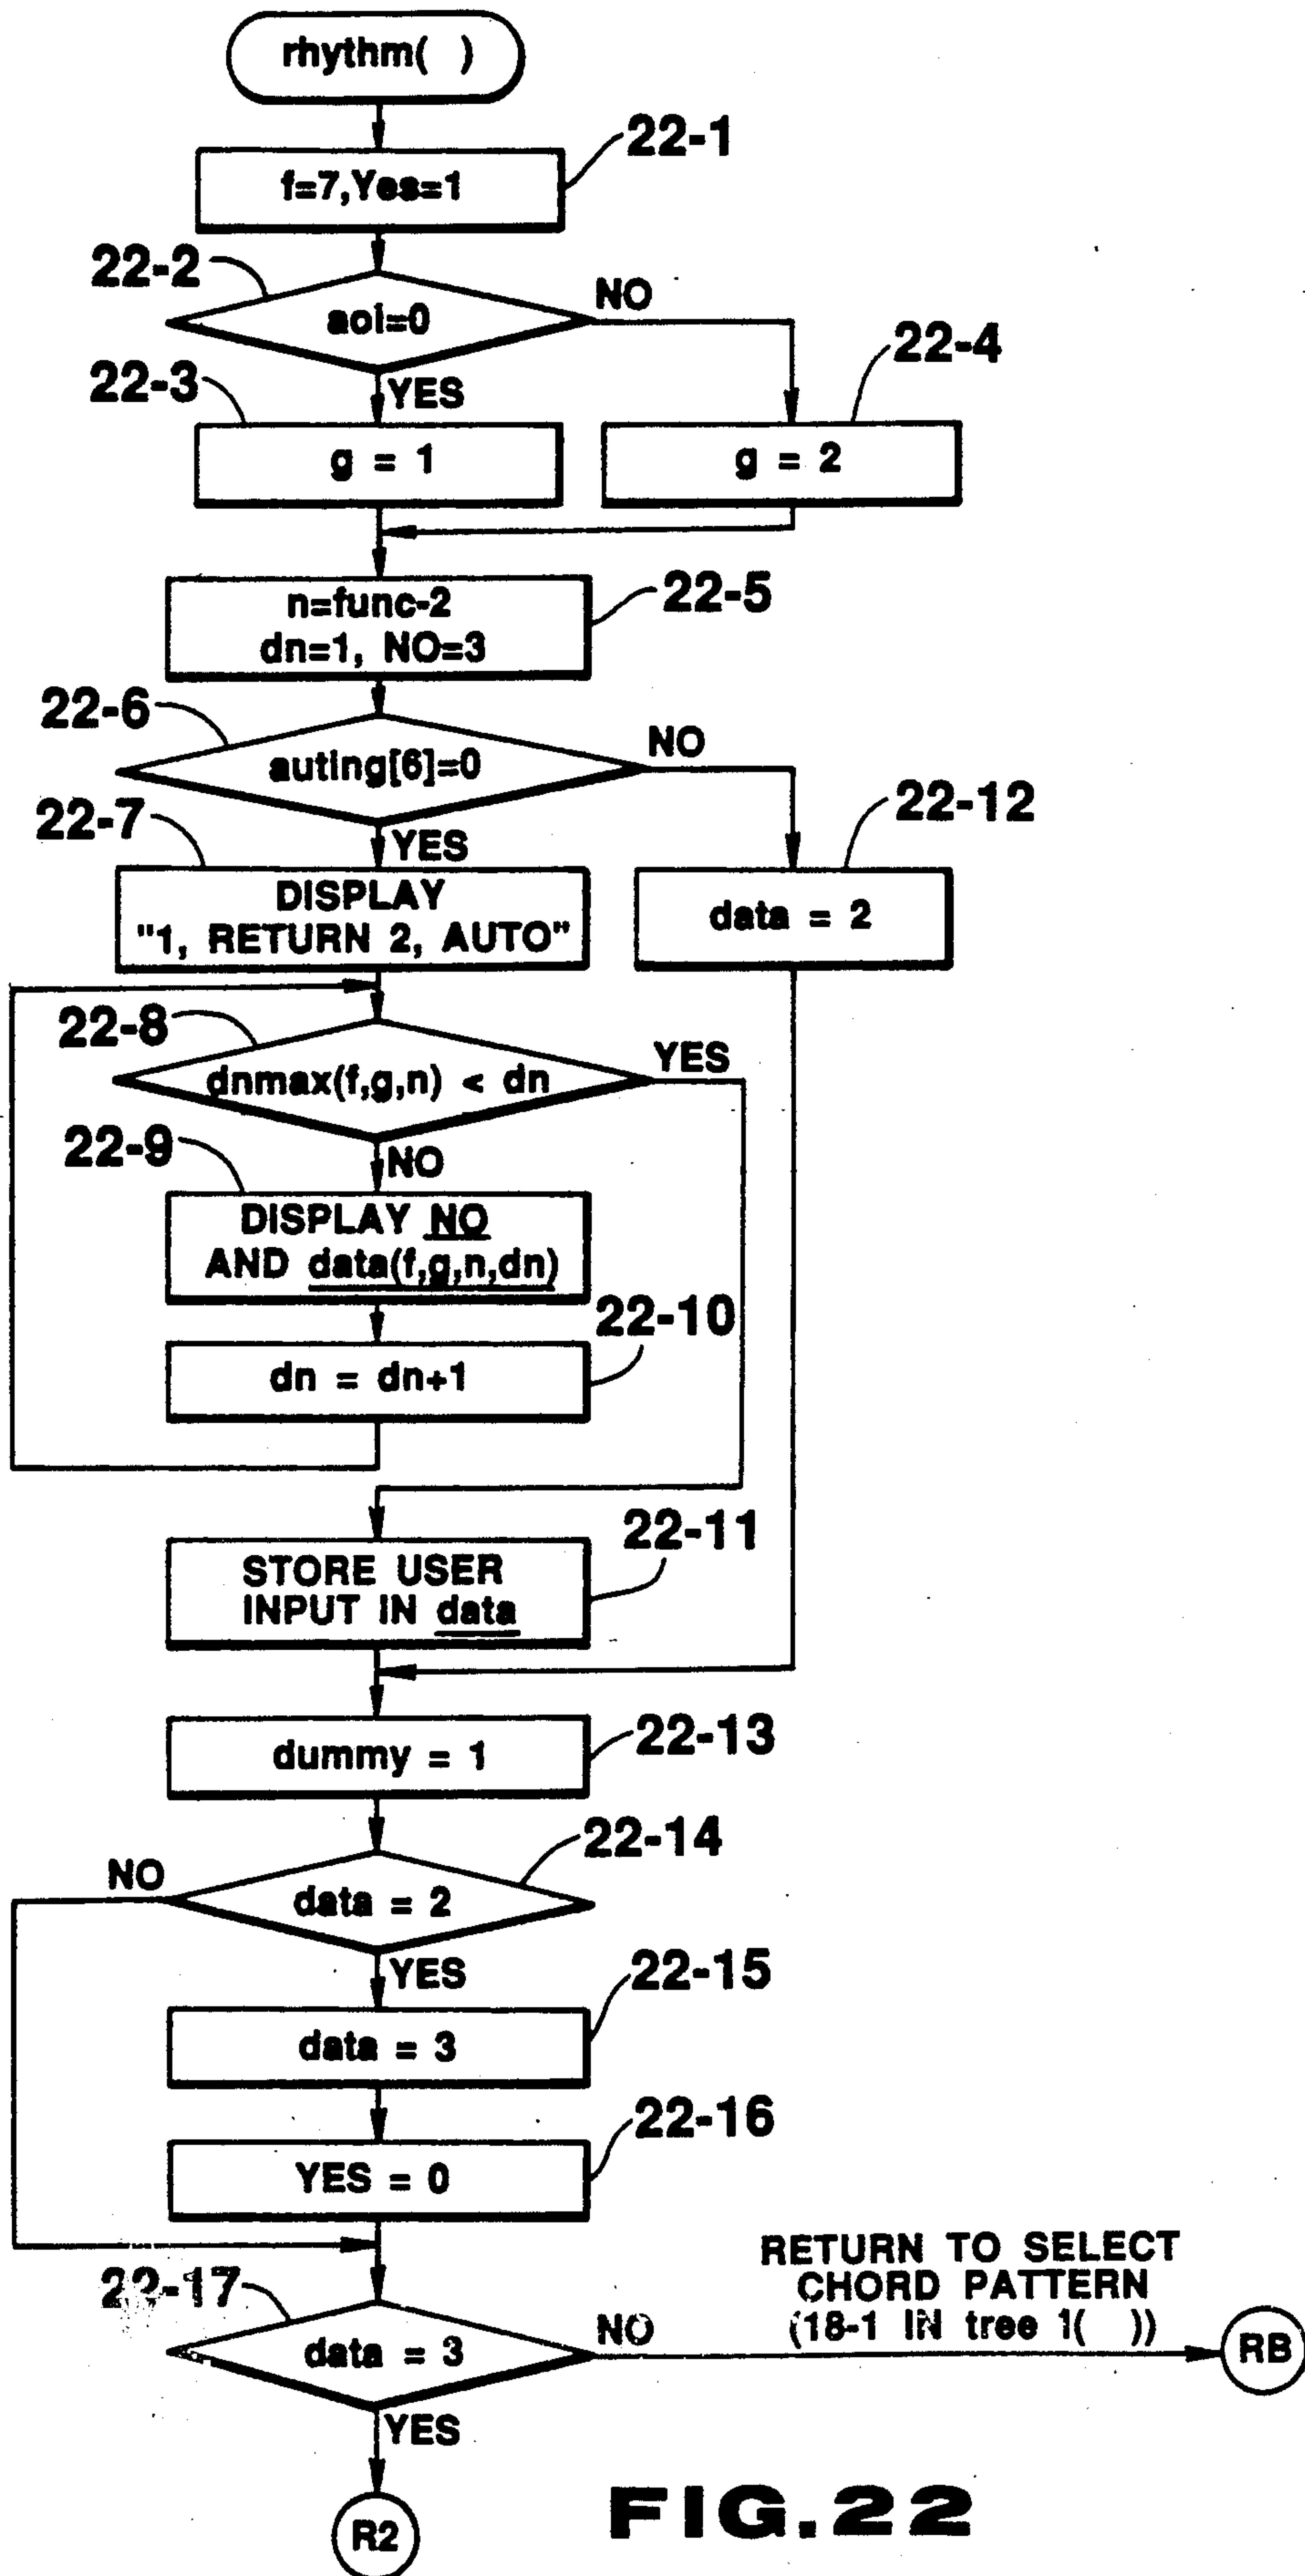 rhythm( )
22-1
f=7,Yes=1
22-2
aol=0
NO
22-4
22-3
YES
g = 1
g = 2
22-5
n=func-2
dn=1, NO=3
22-6
auting[6]=0
NO
22-12
22-7
YES
DISPLAY
"1, RETURN 2, AUTO"
data = 2
22-8
dnmax(f,g,n) < dn
YES
22-9
NO
DISPLAY NO
AND data(f,g,n,dn)
22-10
dn = dn+1
22-11
STORE USER
INPUT IN data
22-13
dummy = 1
22-14
NO
data = 2
YES
22-15
data = 3
22-16
YES = 0
RETURN TO SELECT
CHORD PATTERN
(18-1 IN tree 1( ))
22-17
data = 3
NO
RB
YES
R2
FIG.22